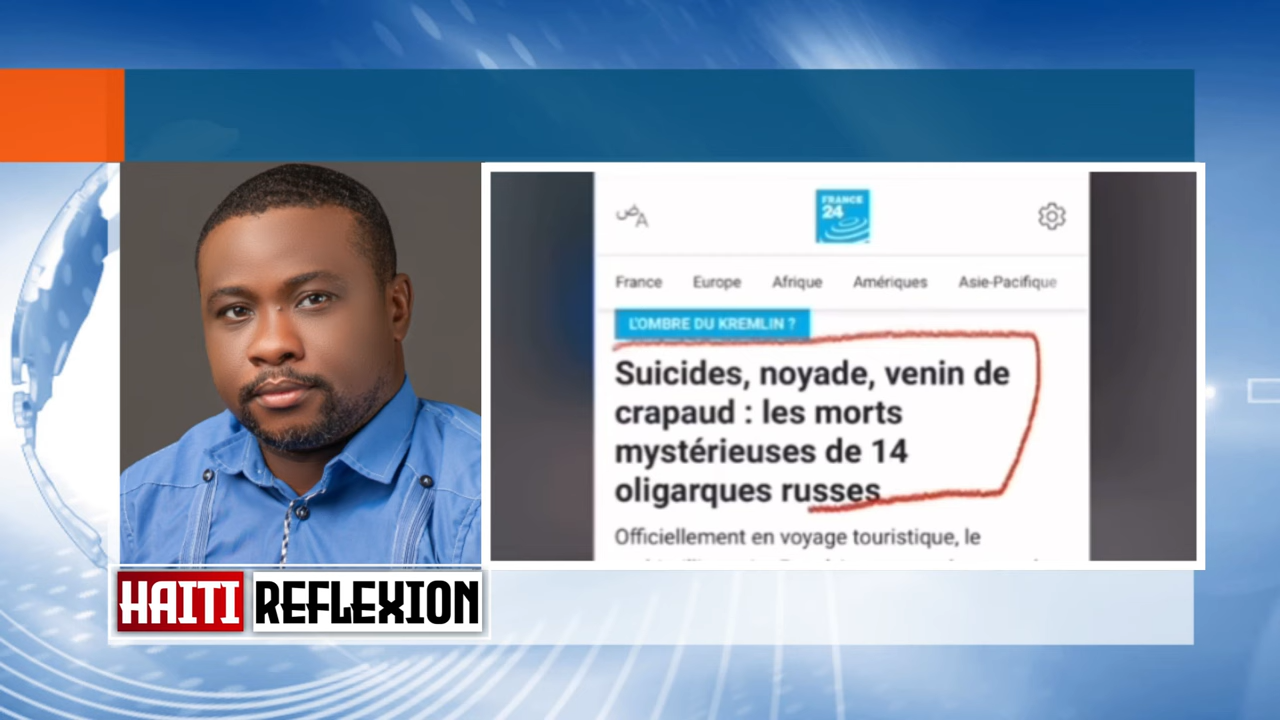 ضA
FRANCE
24
France Europe Afrique Amériques Asie-Pacifique
L'OMBRE DU KREMLIN ?
Suicides, noyade, venin de
crapaud : les morts
mystérieuses de 14
oligarques russes
Officiellement en voyage touristique, le
HAITI REFLEXION